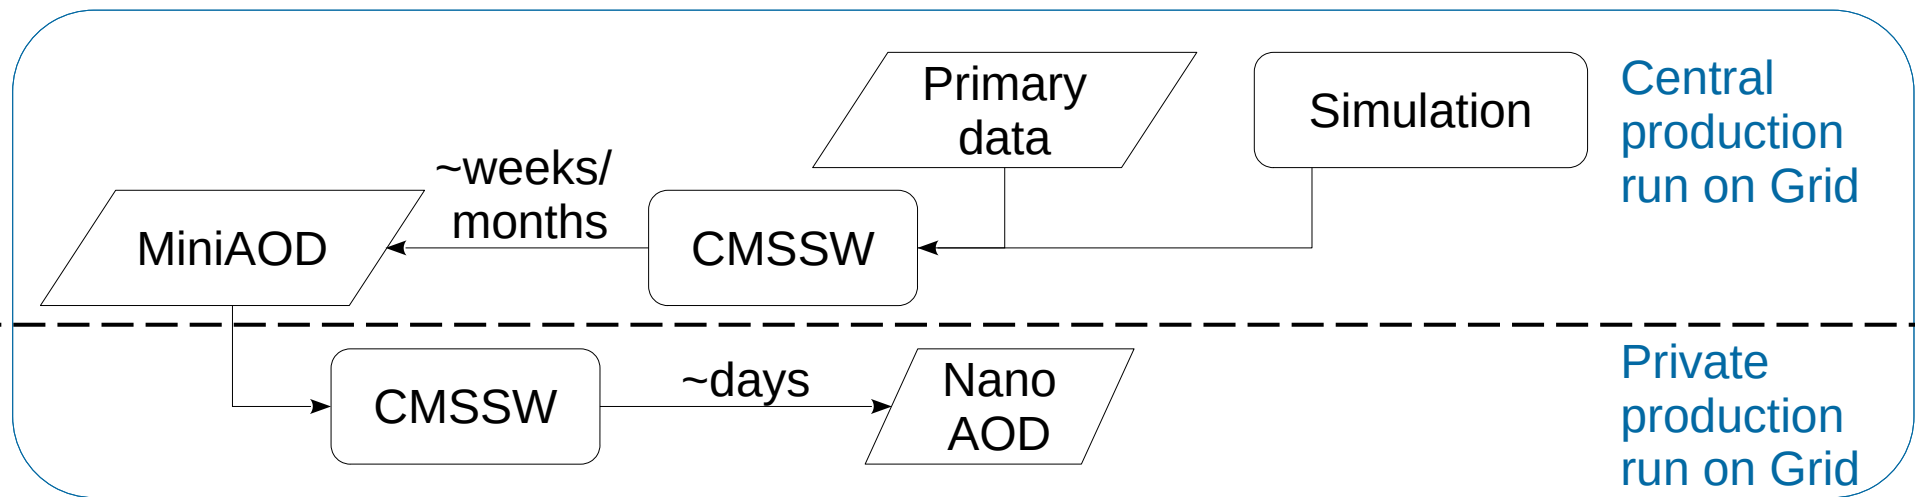 Primary
data
Simulation
Central
production
run on Grid
~weeks/
months
MiniAOD
CMSSW
CMSSW
~days
Nano
AOD
Private
production
run on Grid